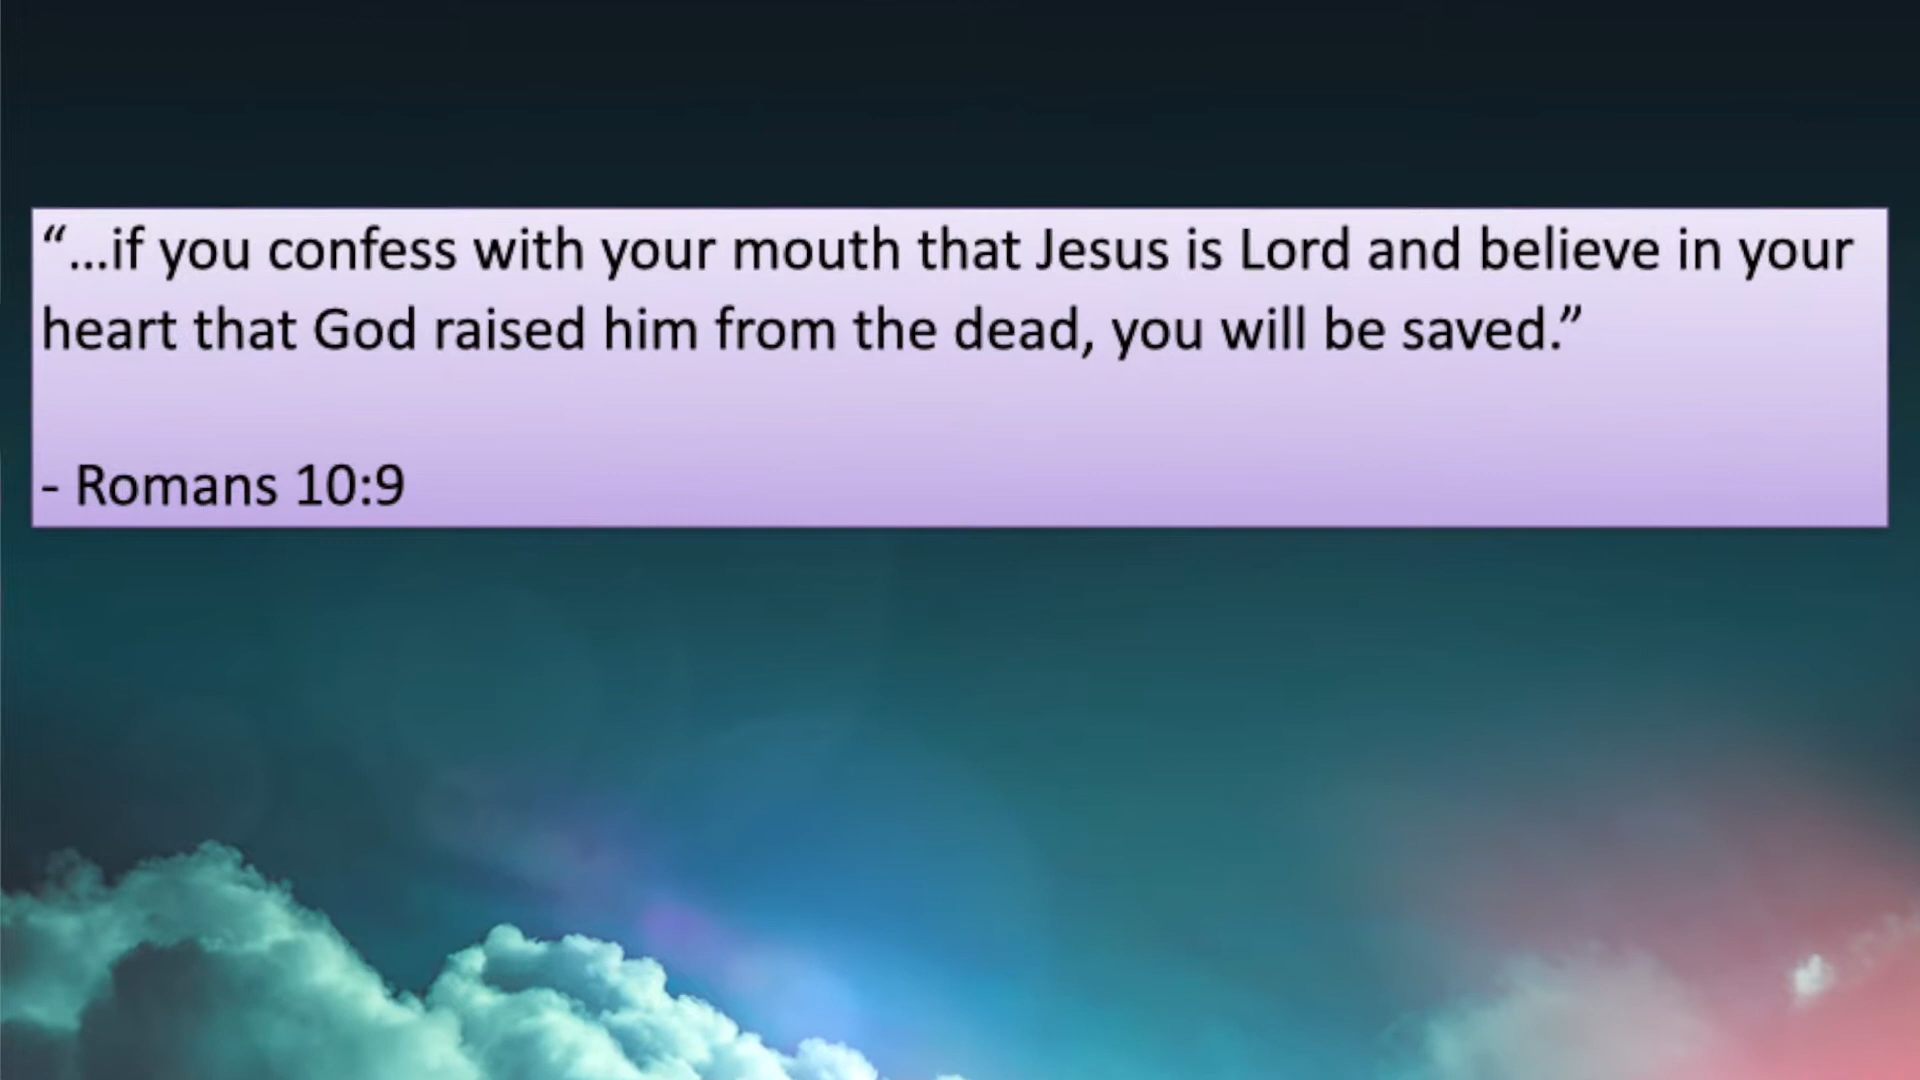 “...if you confess with your mouth that Jesus is Lord and believe in your
heart that God raised him from the dead, you will be saved.”
- Romans 10:9